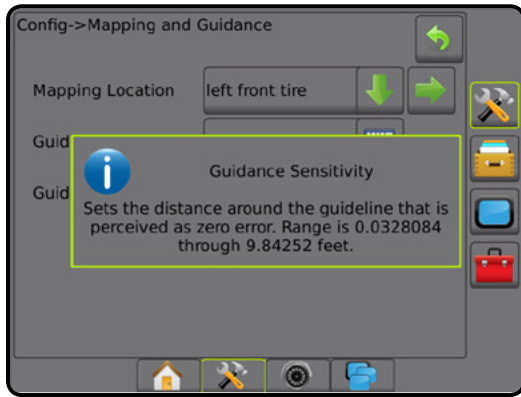 Config->Mapping and Guidance
Mapping Location left front tire
Guid
Guidance Sensitivity
Guid
Sets the distance around the guideline that is
perceived as zero error. Range is 0.0328084
through 9.84252 feet.